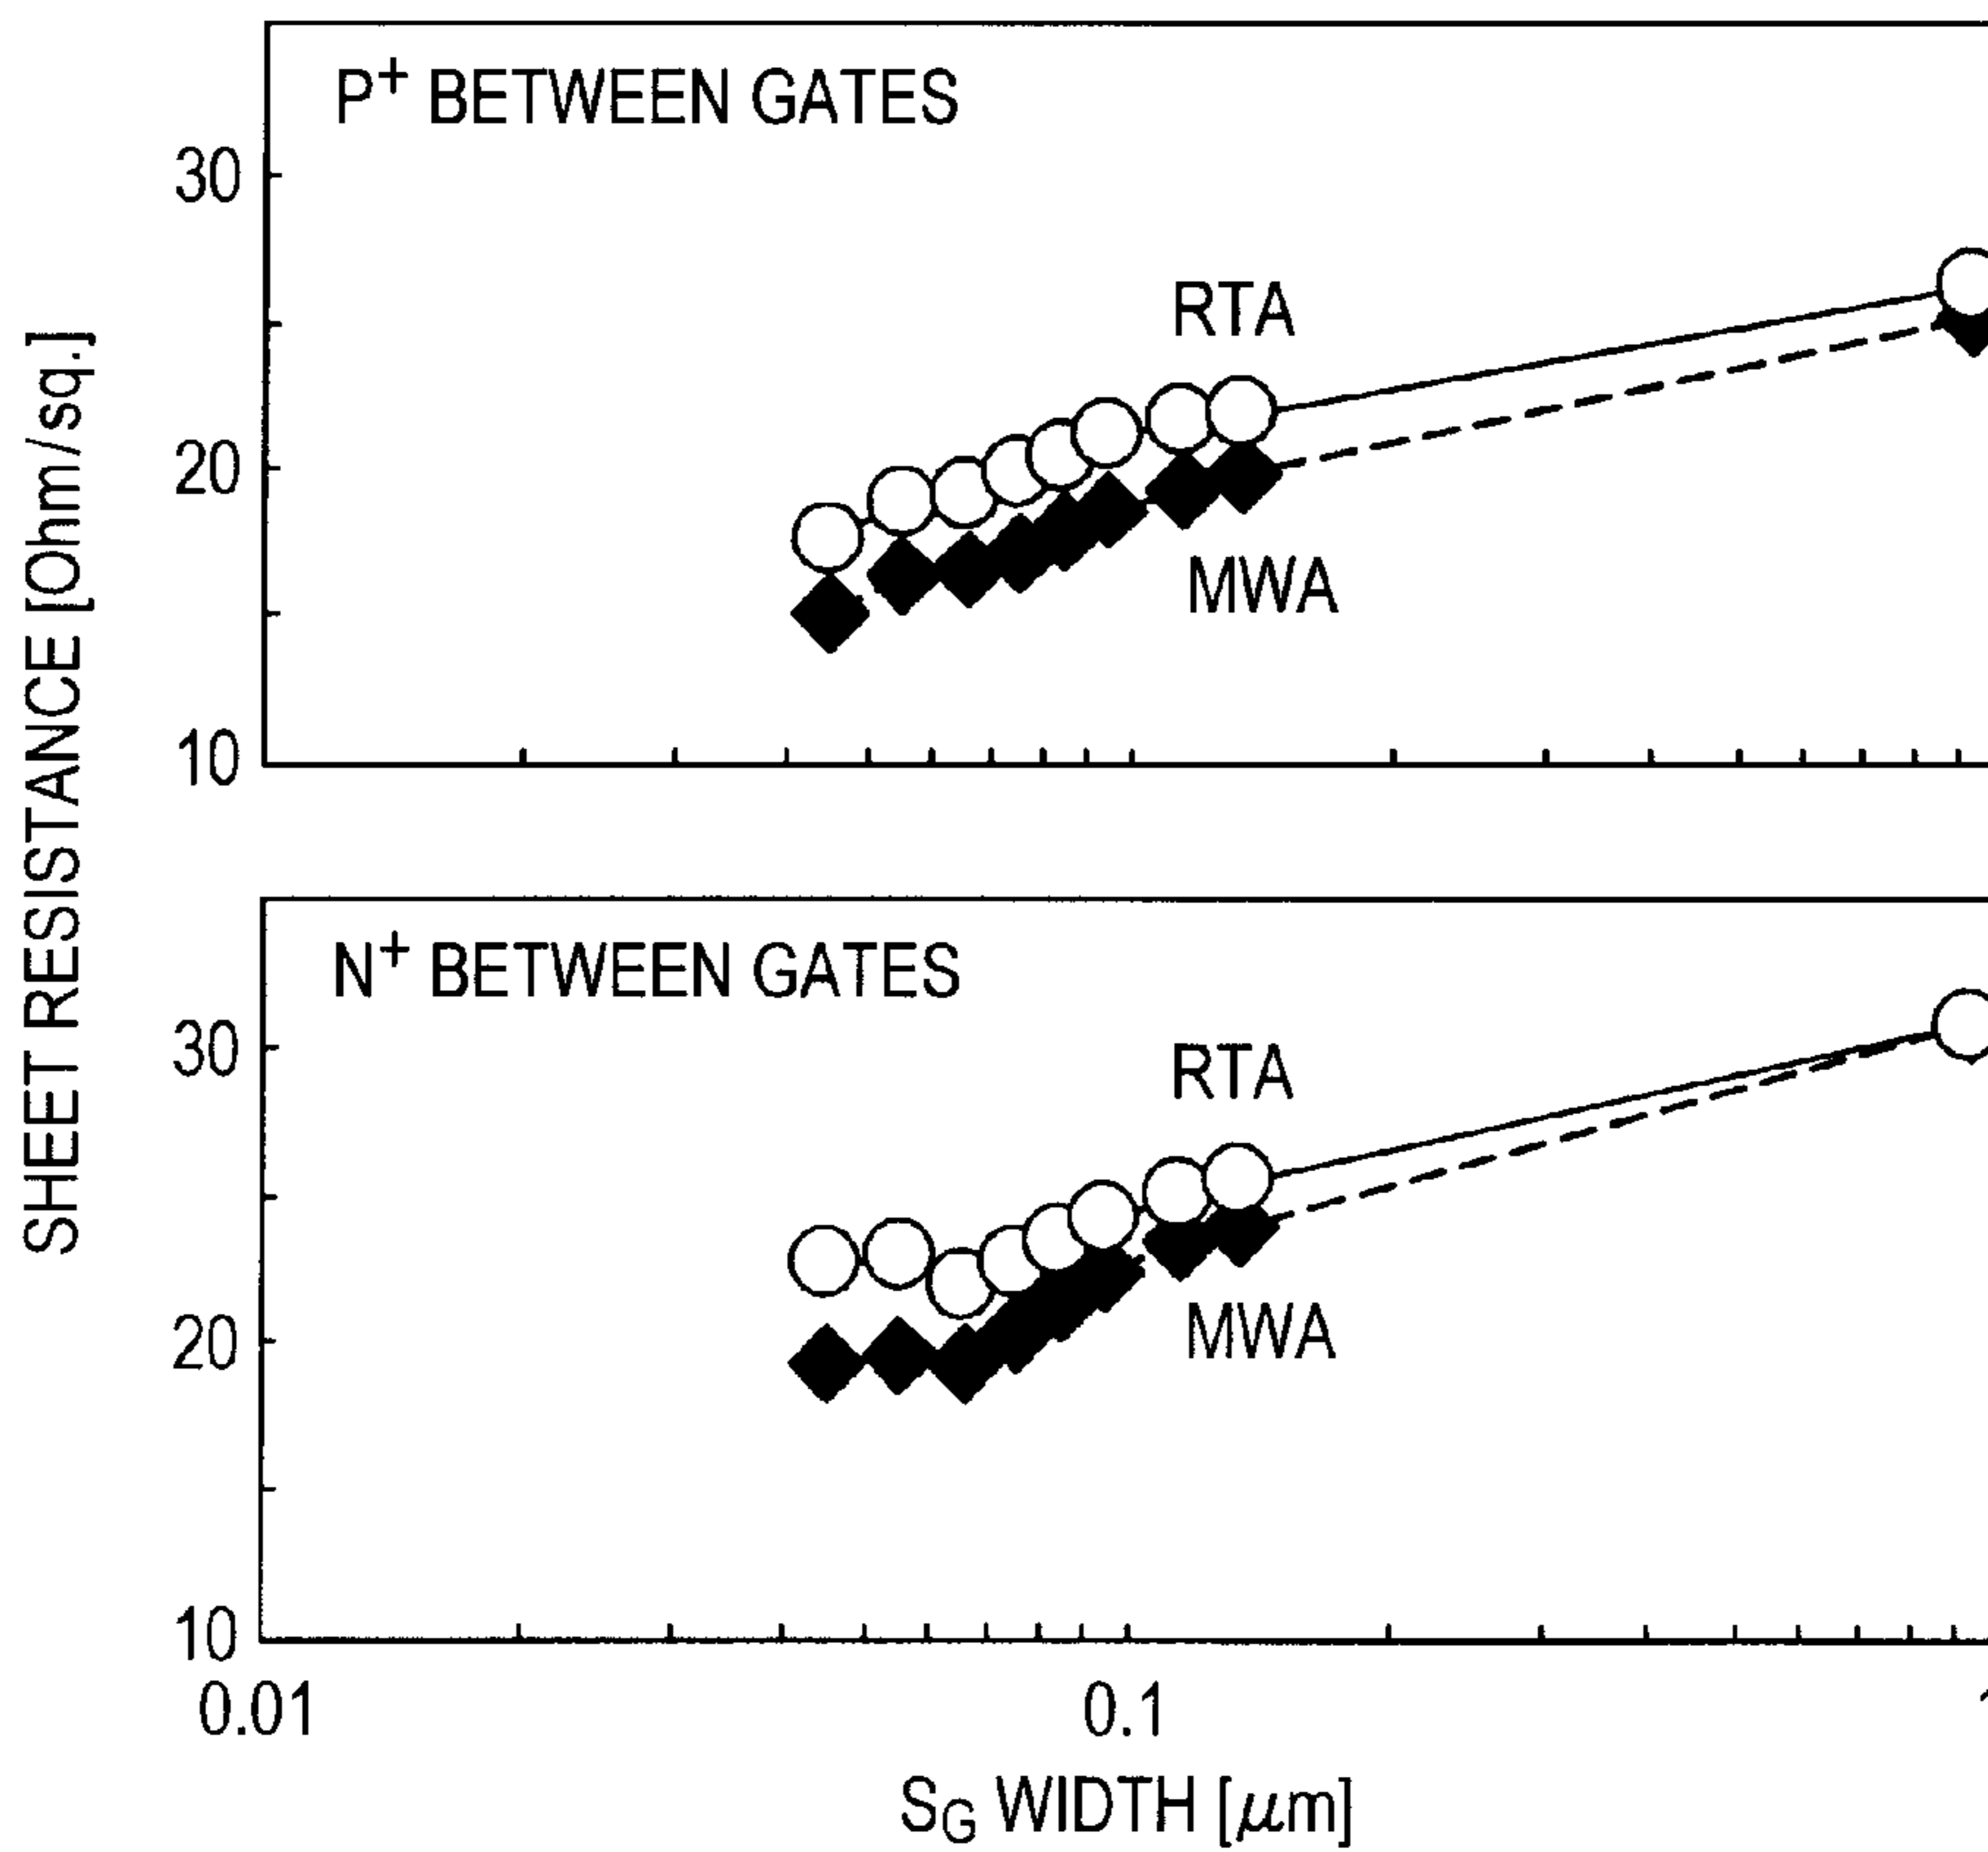 SHEET RESISTANCE [Ohm/sq.]
P+ BETWEEN GATES
30
20
10
RTA
MWA
N+ BETWEEN GATES
30
20
10
RTA
MWA
0.01
0.1
SG WIDTH [μm]